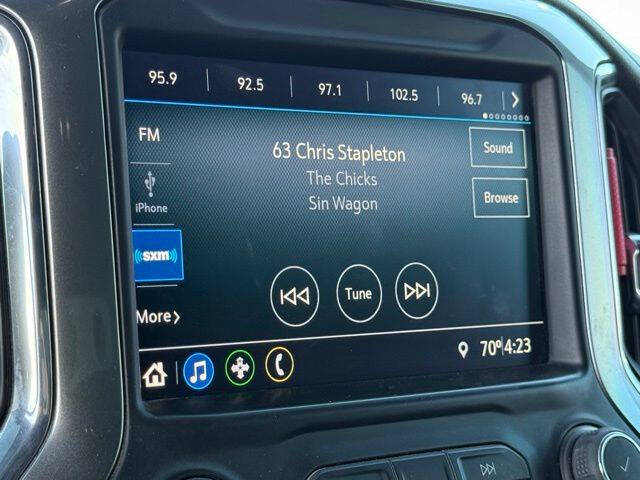 95.9 92.5 97.1 102.5 96.7
FM
63 Chris Stapleton
Sound
The Chicks
iPhone
Sin Wagon
Browse
((sxm))
Tune
More
70° 4:23